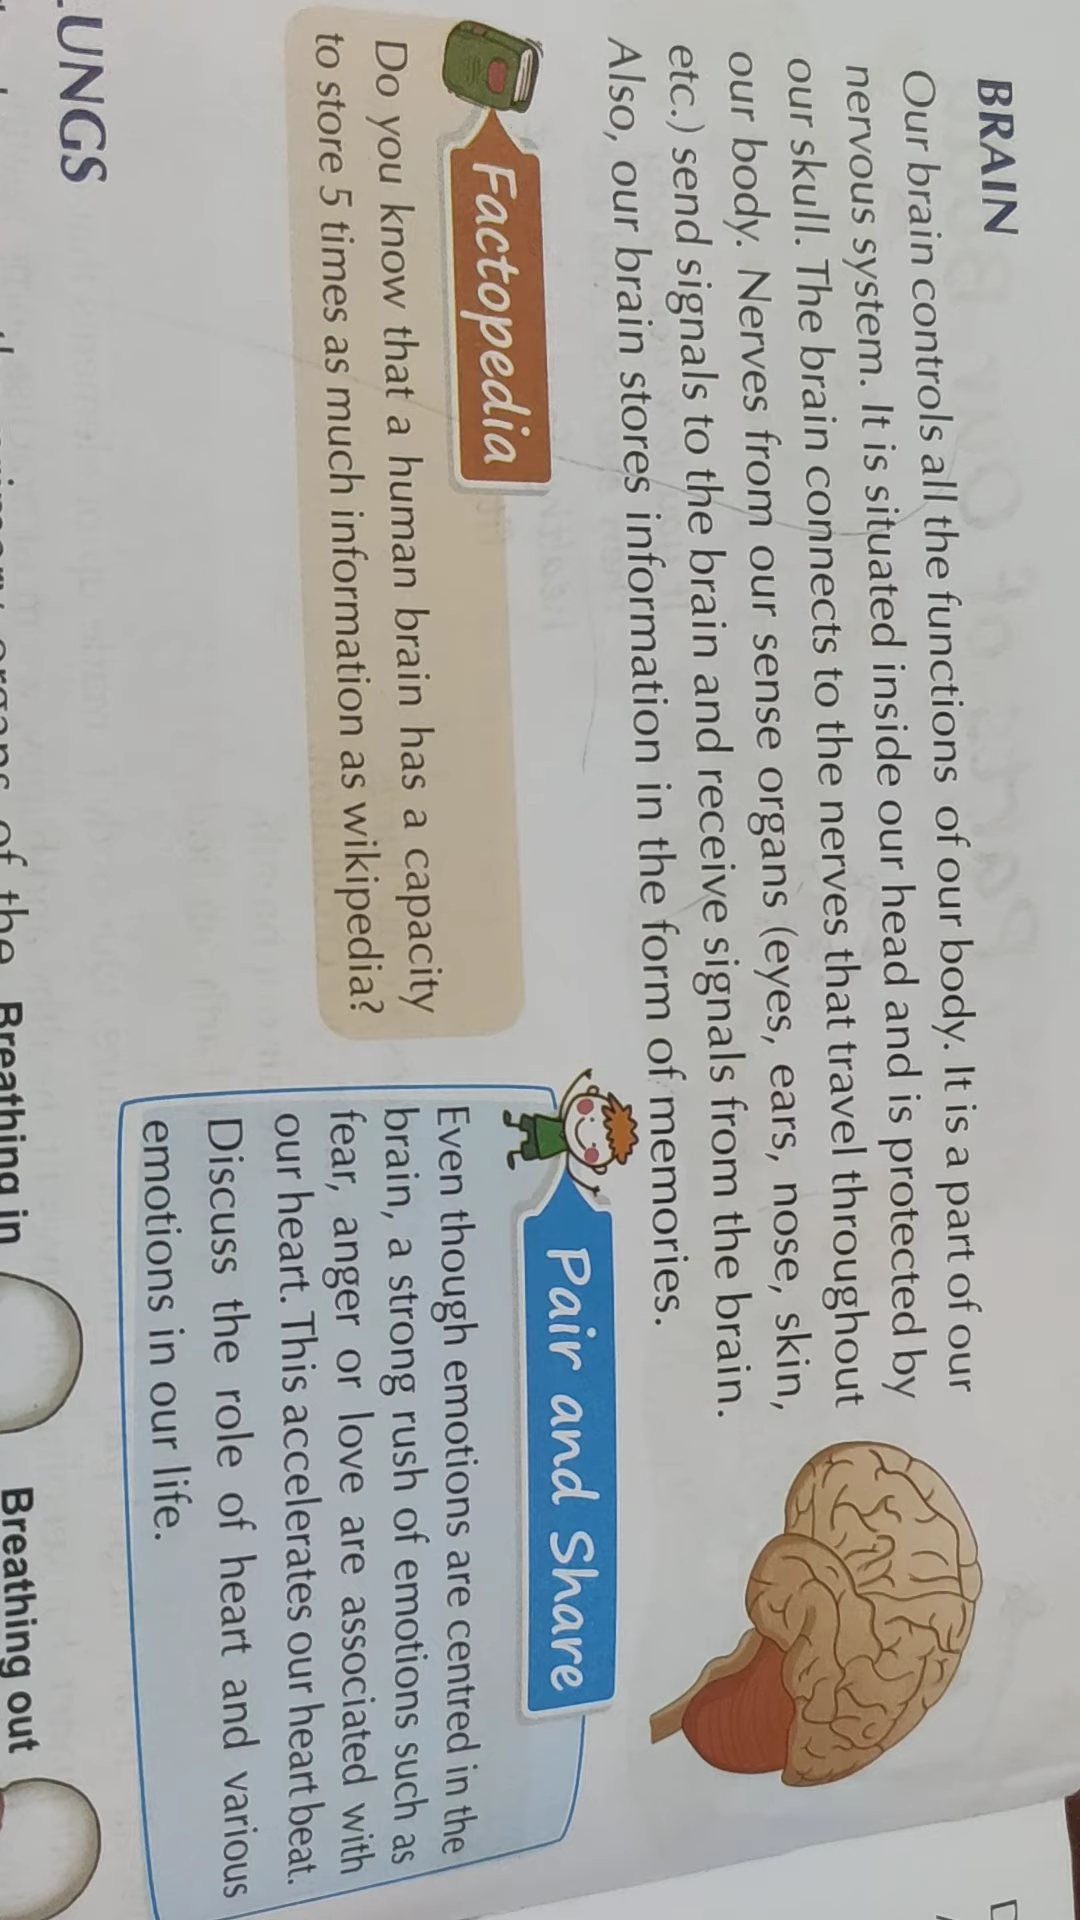 BRAIN
Our brain controls all the functions of our body. It is a part of our
nervous system. It is situated inside our head and is protected by
our skull. The brain connects to the nerves that travel throughout
our body. Nerves from our sense organs (eyes, ears, nose, skin,
etc.) send signals to the brain and receive signals from the brain.
Also, our brain stores information in the form of memories.
Factopedia
Do you know that a human brain has a capacity
to store 5 times as much information as wikipedia?
Pair and Share
Even though emotions are centred in the
brain, a strong rush of emotions such as
fear, anger or love are associated with
our heart. This accelerates our heart beat.
Discuss the role of heart and various
emotions in our life.
UNGS
organs of the
Breathing in
Breathing out